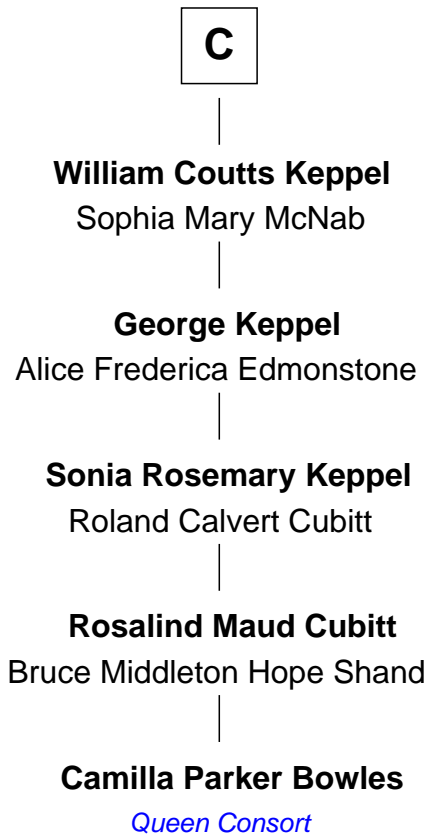 C
William Coutts Keppel
Sophia Mary McNab
George Keppel
Alice Frederica Edmonstone
Sonia Rosemary Keppel
Roland Calvert Cubitt
Rosalind Maud Cubitt
Bruce Middleton Hope Shand
Camilla Parker Bowles
Queen Consort